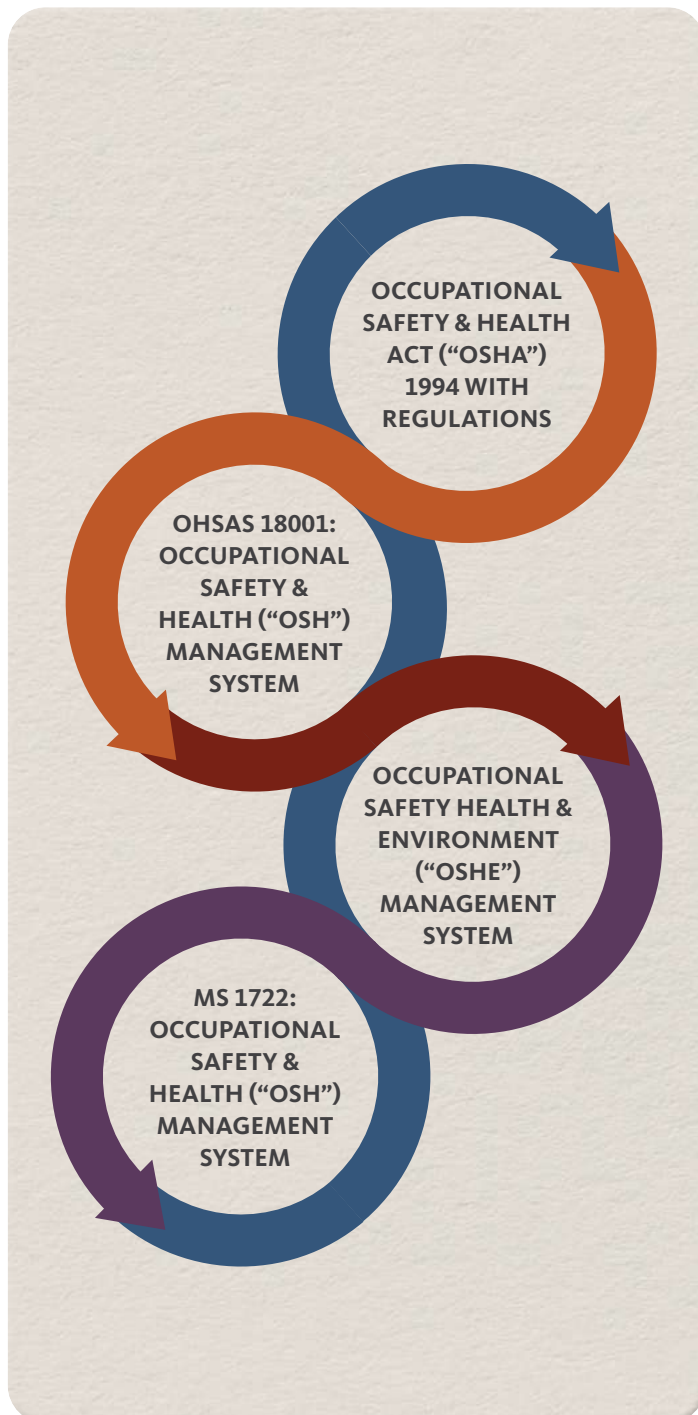 OCCUPATIONAL
SAFETY & HEALTH
ACT (“OSHA”)
1994 WITH
REGULATIONS
OHSAS 18001:
OCCUPATIONAL
SAFETY &
HEALTH (“OSH”)
MANAGEMENT
SYSTEM
OCCUPATIONAL
SAFETY HEALTH &
ENVIRONMENT
(“OSHE”)
MANAGEMENT
SYSTEM
MS 1722:
OCCUPATIONAL
SAFETY &
HEALTH (“OSH”)
MANAGEMENT
SYSTEM